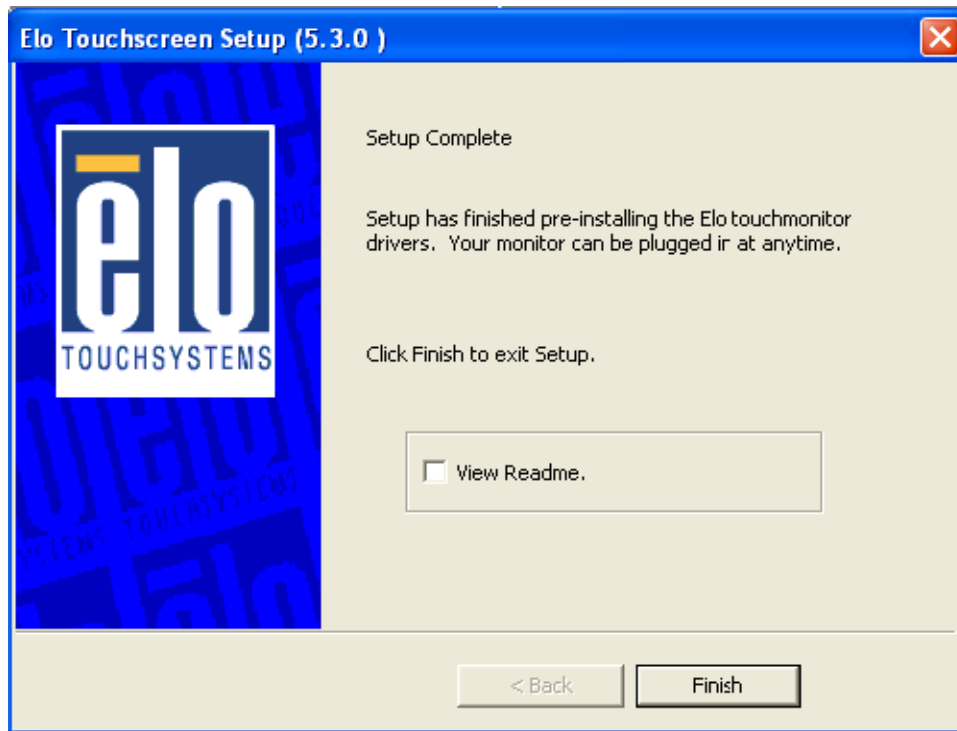 Elo Touchscreen Setup (5.3.0 )
elo
TOUCHSYSTEMS
Setup Complete
Setup has finished pre-installing the Elo touchmonitor
drivers. Your monitor can be plugged ir at anytime.
Click Finish to exit Setup.
View Readme.
< Back
Finish